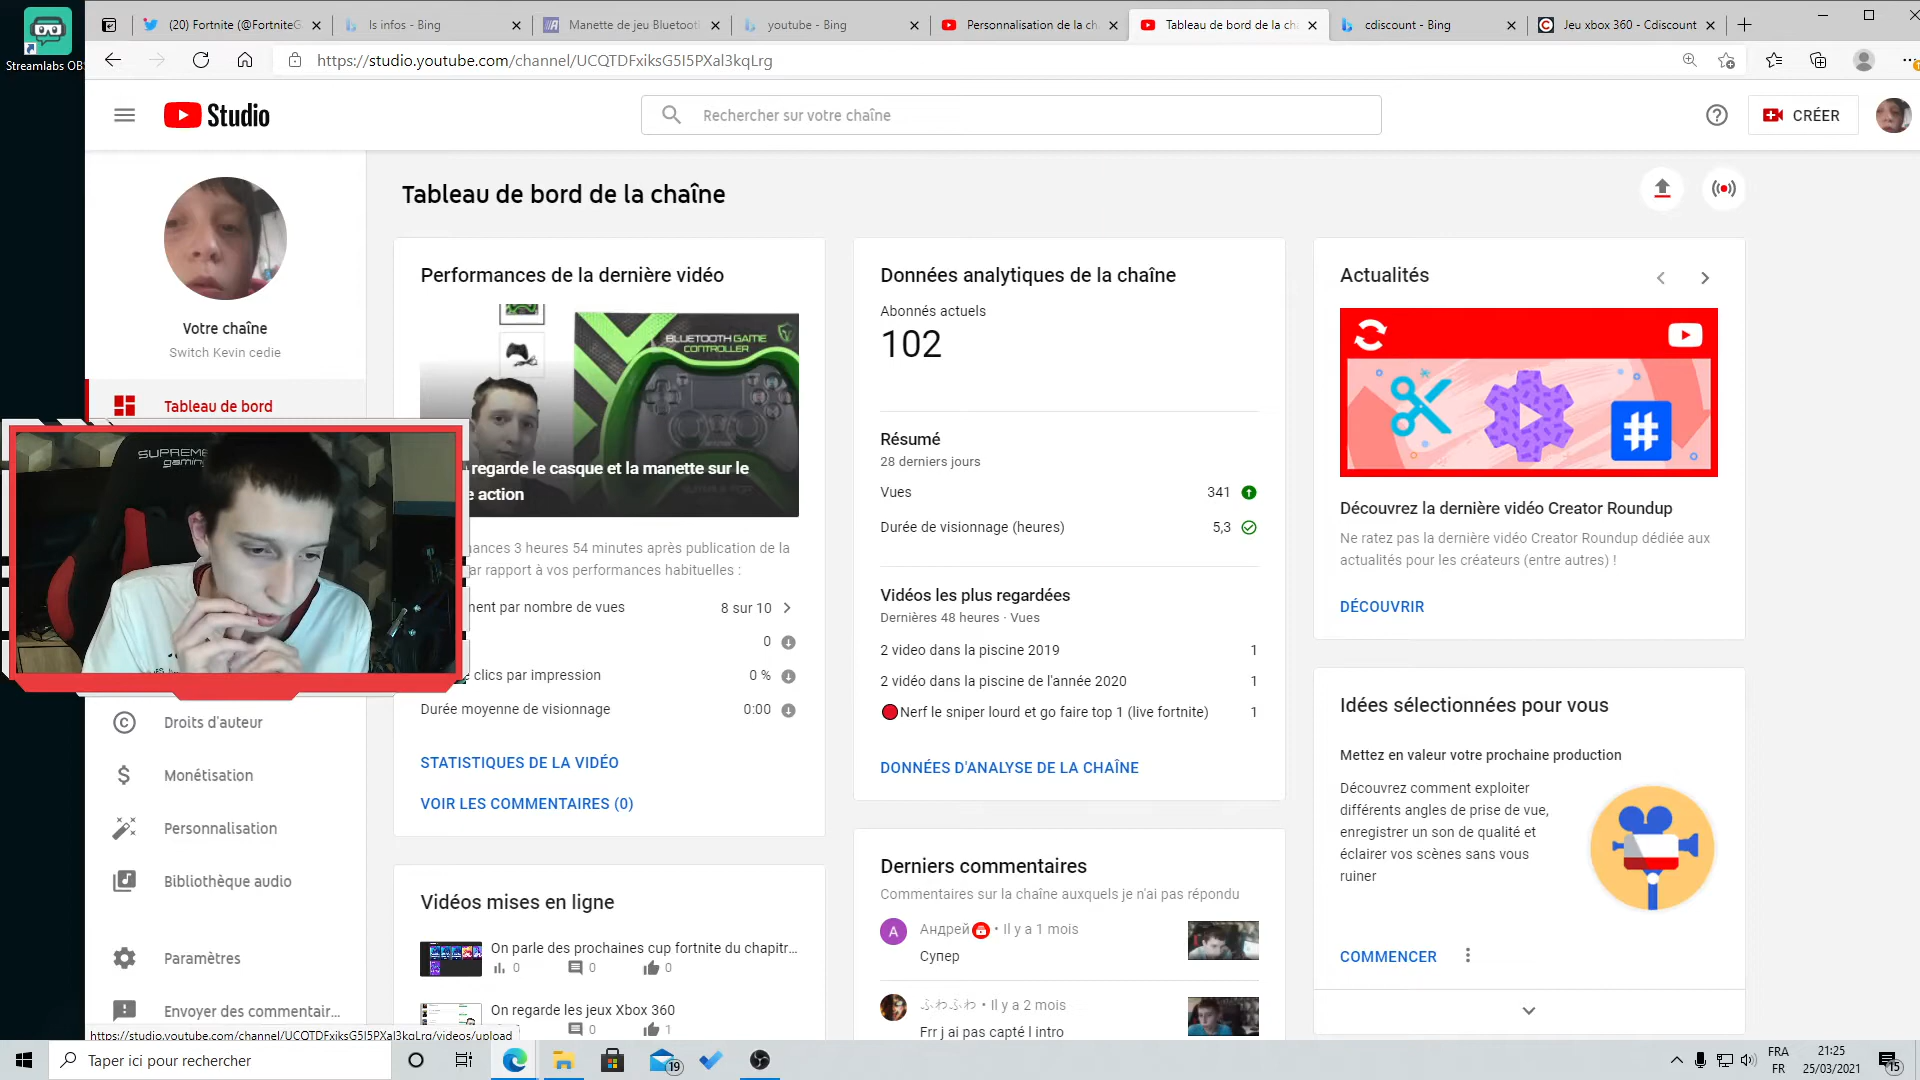 Streamlabs OBS
(20) Fortnite (@FortniteG
ls infos - Bing
Manette de jeu Bluetooth
youtube - Bing
Personnalisation de la ch
Tableau de bord de la cha
cdiscount - Bing
Jeu xbox 360 - Cdiscount
https://studio.youtube.com/channel/UCQTDFxiksG5I5PXal3kqLrg
Studio
Rechercher sur votre chaîne
CRÉER
Votre chaîne
Switch Kevin cedie
Tableau de bord
SUPREME
gaming
Droits d'auteur
Monétisation
Personnalisation
Bibliothèque audio
Paramètres
Envoyer des commentair...
Tableau de bord de la chaîne
Performances de la dernière vidéo
BLUETOOTH GAME
CONTROLLER
regarde le casque et la manette sur le
action
ances 3 heures 54 minutes après publication de la
ar rapport à vos performances habituelles :
ment par nombre de vues 8 sur 10
0
clics par impression 0 %
Durée moyenne de visionnage 0:00
STATISTIQUES DE LA VIDÉO
VOIR LES COMMENTAIRES (0)
Vidéos mises en ligne
On parle des prochaines cup fortnite du chapitr...
0 0 0
On regarde les jeux Xbox 360
0 1
Données analytiques de la chaîne
Abonnés actuels
102
Résumé
28 derniers jours
Vues 341
Durée de visionnage (heures) 5,3
Vidéos les plus regardées
Dernières 48 heures · Vues
2 video dans la piscine 2019 1
2 vidéo dans la piscine de l'année 2020 1
Nerf le sniper lourd et go faire top 1 (live fortnite) 1
DONNÉES D'ANALYSE DE LA CHAÎNE
Derniers commentaires
Commentaires sur la chaîne auxquels je n'ai pas répondu
A
Андрей • Il y a 1 mois
Супер
ふわふわ • Il y a 2 mois
Frr j ai pas capté l intro
Actualités
#
Découvrez la dernière vidéo Creator Roundup
Ne ratez pas la dernière vidéo Creator Roundup dédiée aux
actualités pour les créateurs (entre autres) !
DÉCOUVRIR
Idées sélectionnées pour vous
Mettez en valeur votre prochaine production
Découvrez comment exploiter
différents angles de prise de vue,
enregistrer un son de qualité et
éclairer vos scènes sans vous
ruiner
COMMENCER
https://studio.youtube.com/channel/UCQTDFxiksG5I5PXal3kqLrg/videos/upload
Taper ici pour rechercher
19
FRA
FR
21:25
25/03/2021
15